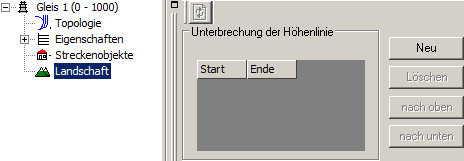 Gleis 1 (0 - 1000)
Topologie
Eigenschaften
Streckenobjekte
Landschaft
Unterbrechung der Höhenlinie
Start Ende
Neu
Löschen
nach oben
nach unten